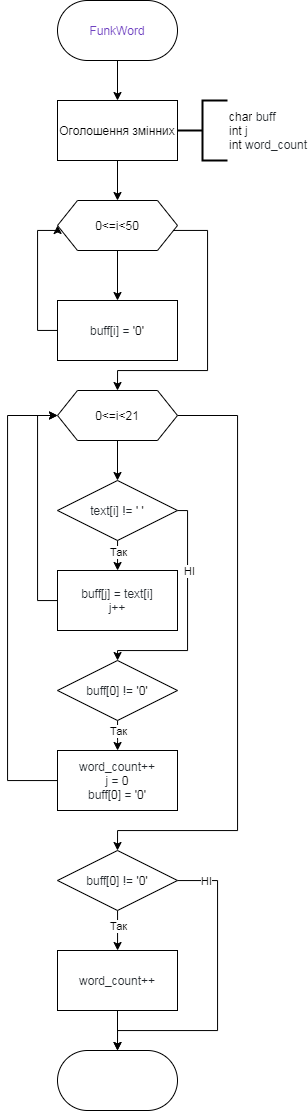 FunkWord
Оголошення змінних
char buff
int j
int word_count
0<=i<50
buff[i] = '0'
0<=i<21
text[i] != ' '
Так
НІ
buff[j] = text[i]
j++
buff[0] != '0'
Так
word_count++
j = 0
buff[0] = '0'
buff[0] != '0'
НІ
Так
word_count++